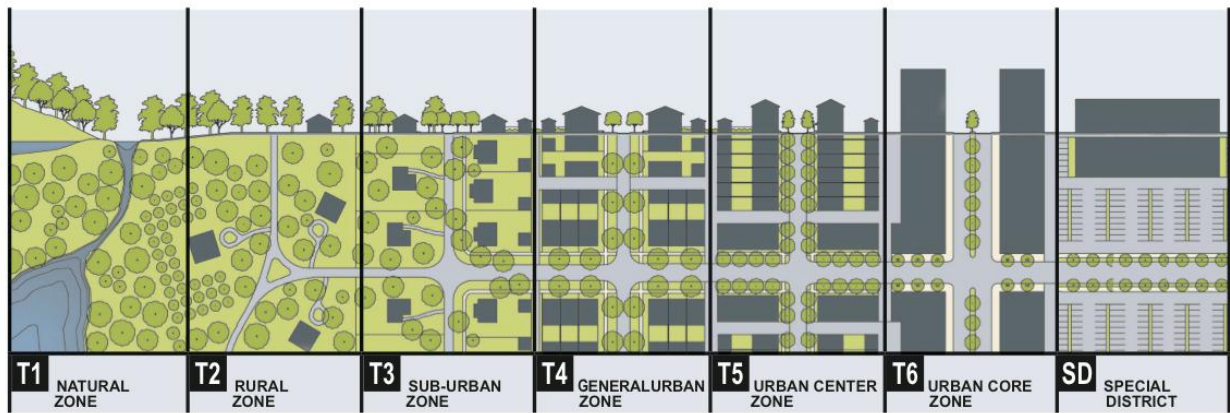 T1 NATURAL
ZONE
T2 RURAL
ZONE
T3 SUB-URBAN
ZONE
T4 GENERALURBAN
ZONE
T5 URBAN CENTER
ZONE
T6 URBAN CORE
ZONE
SD SPECIAL
DISTRICT